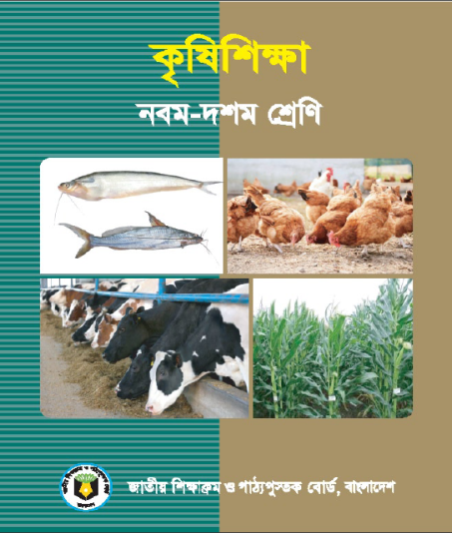 কৃষিশিক্ষা
নবম-দশম শ্রেণি
জাতীয় শিক্ষাক্রম ও পাঠ্যপুস্তক বোর্ড, বাংলাদেশ